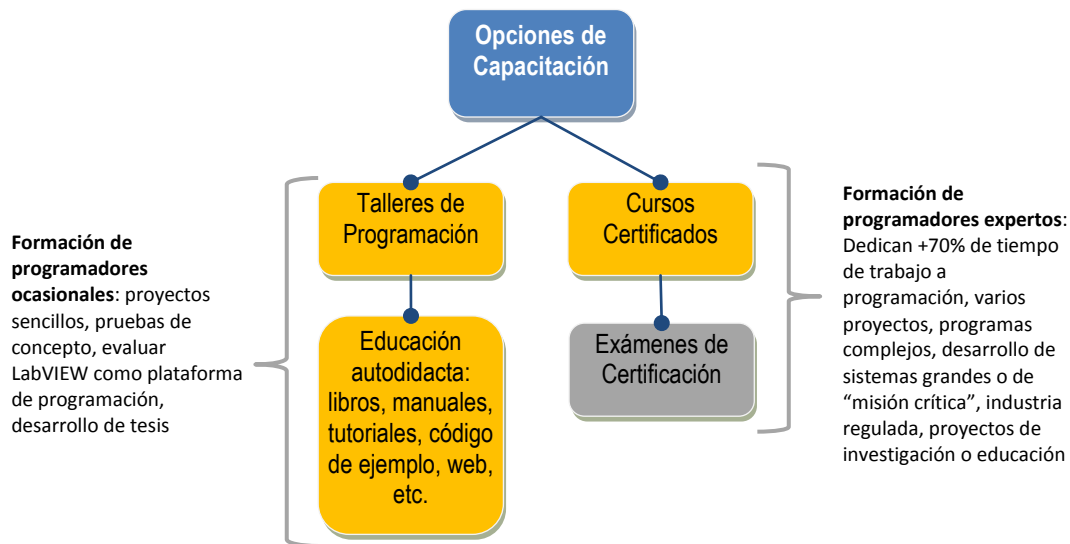 Opciones de
Capacitación
Talleres de
Programación
Cursos
Certificados
Formación de
programadores
ocasionales: proyectos
sencillos, pruebas de
concepto, evaluar
LabVIEW como plataforma
de programación,
desarrollo de tesis
Educación
autodidacta:
libros, manuales,
tutoriales, código
de ejemplo, web,
etc.
Exámenes de
Certificación
Formación de
programadores expertos:
Dedican +70% de tiempo
de trabajo a
programación, varios
proyectos, programas
complejos, desarrollo de
sistemas grandes o de
“misión crítica”, industria
regulada, proyectos de
investigación o educación